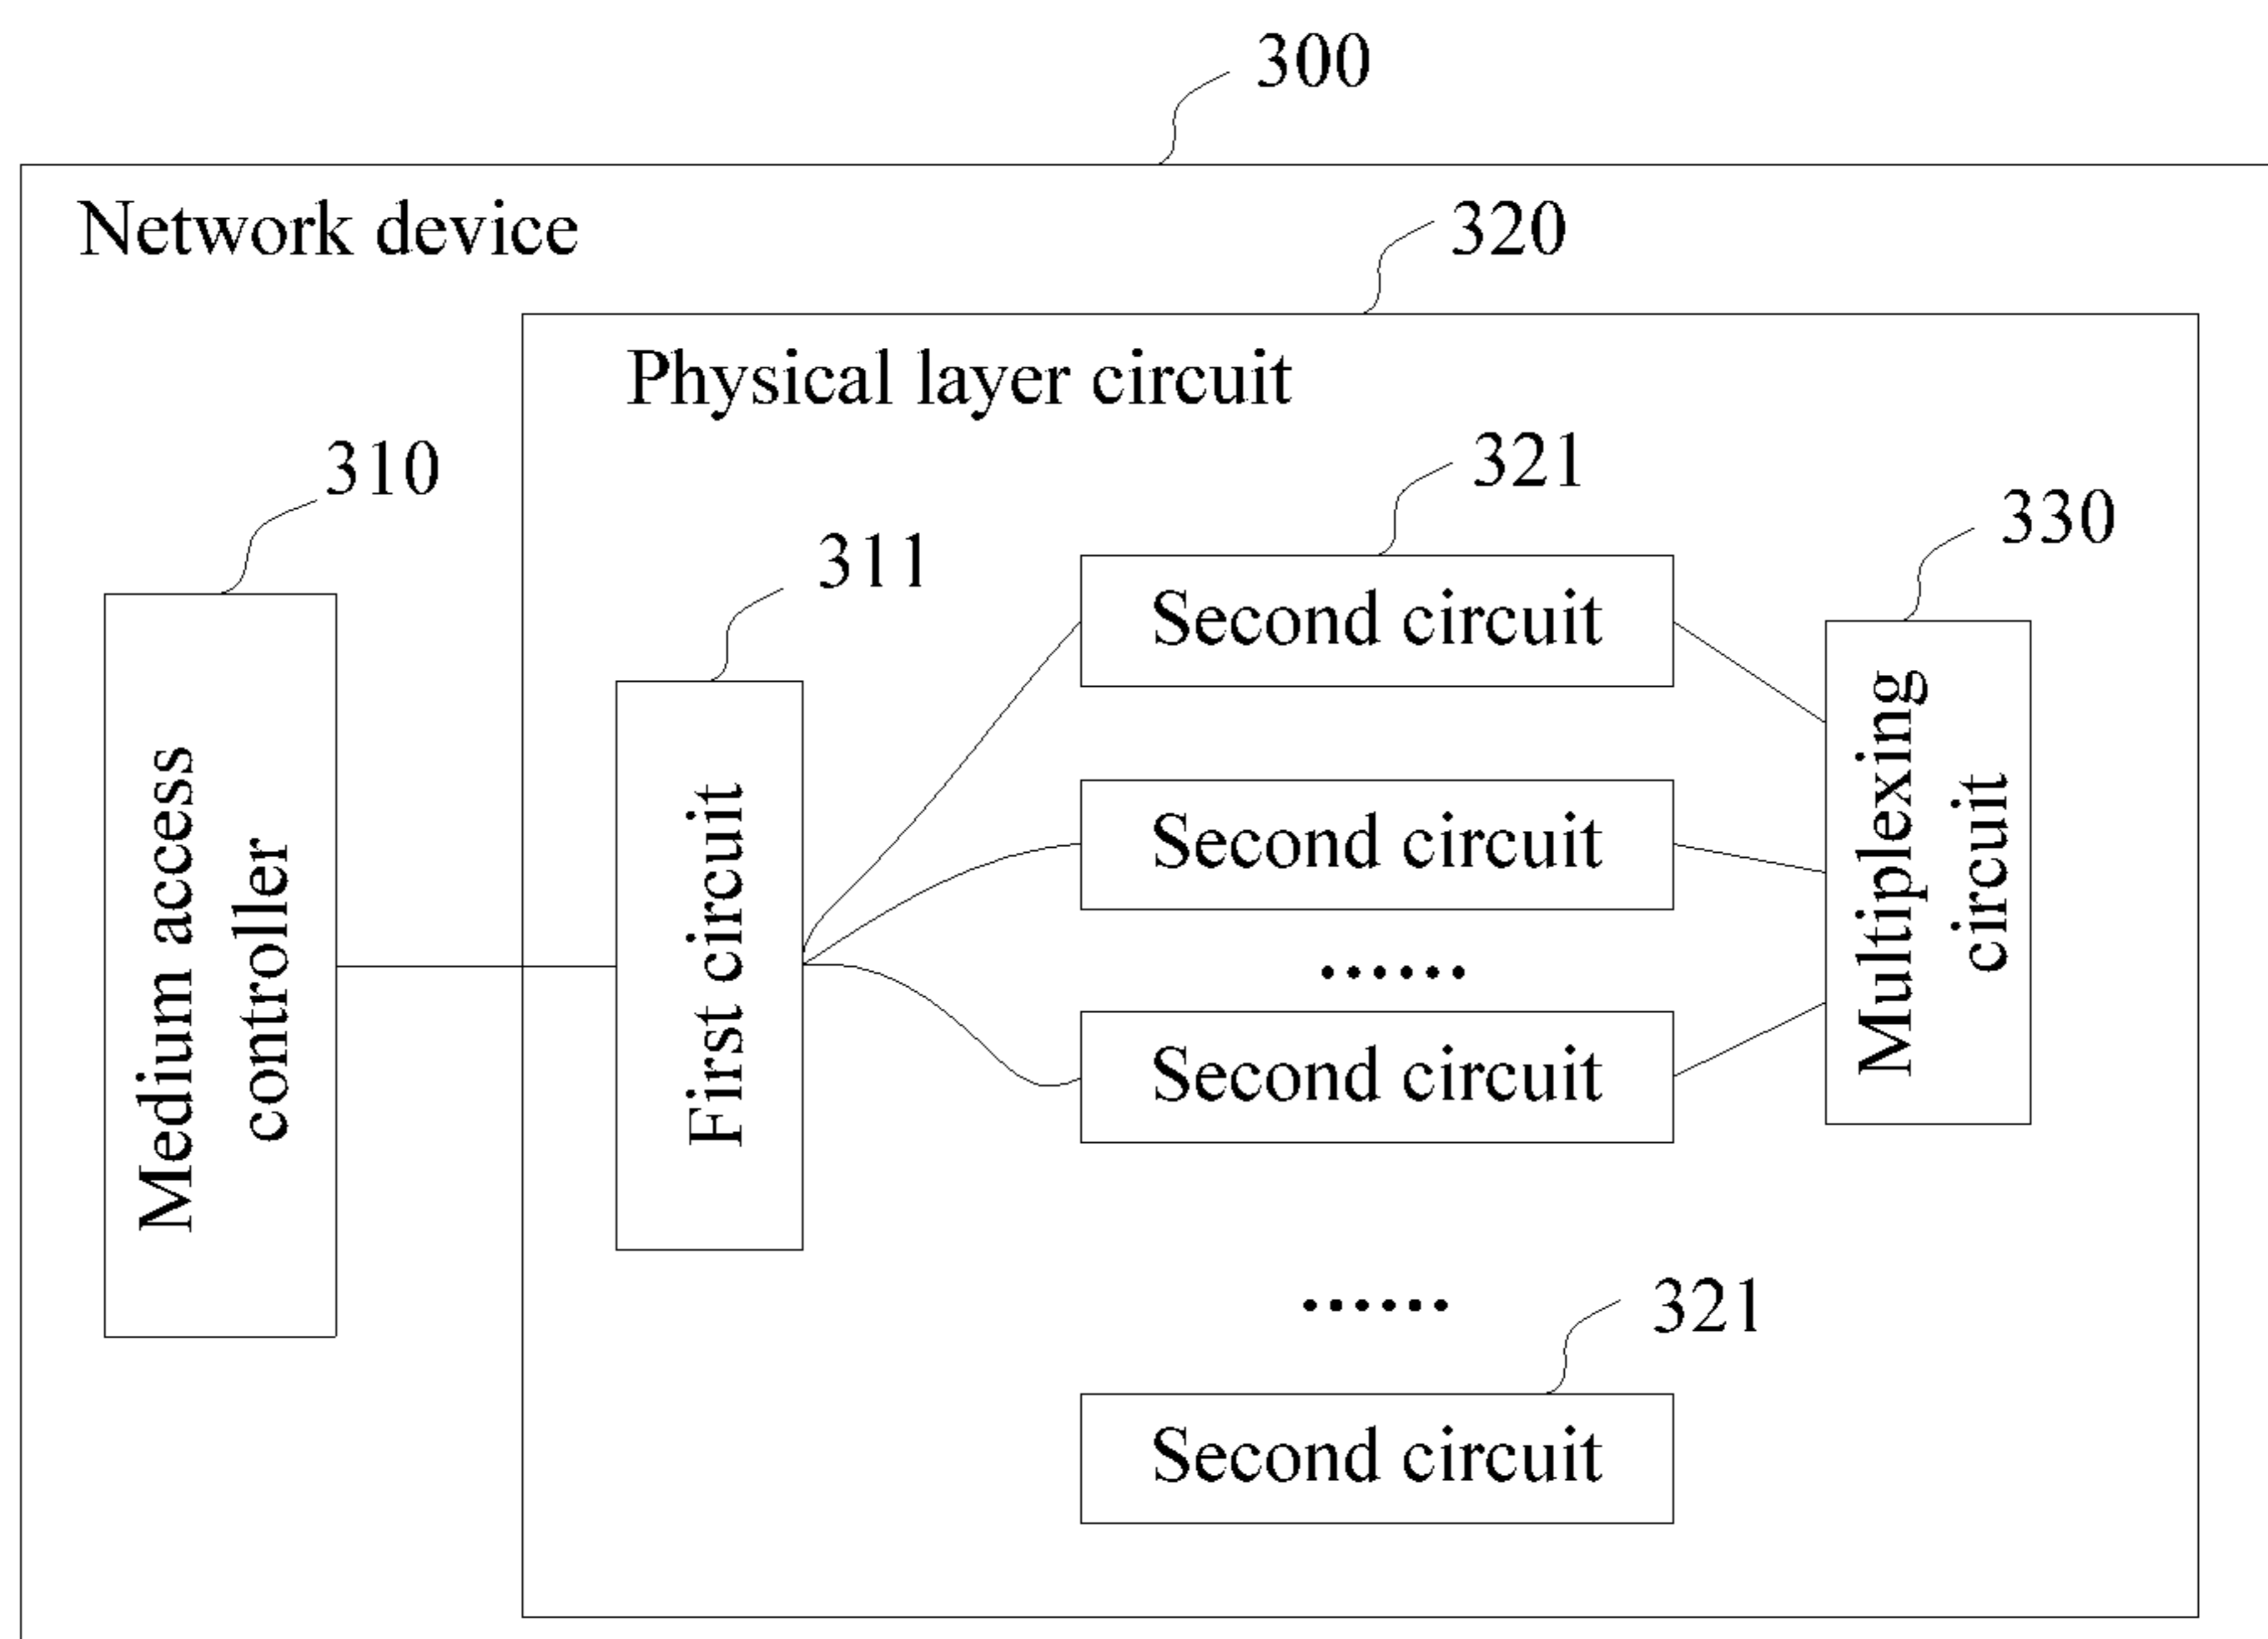 300
Network device
320
Physical layer circuit
310
321
330
311
Second circuit
Medium access
controller
First circuit
Second circuit
Multiplexing
circuit
......
Second circuit
......
321
Second circuit